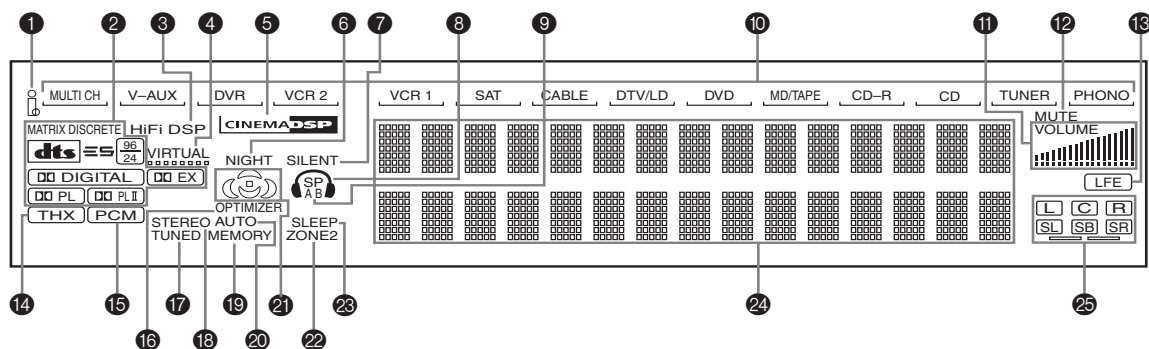 1 2 3 4 5 6 7 8 9 10 11 12 13
MULTI CH V–AUX DVR VCR 2 VCR 1 SAT CABLE DTV/LD DVD MD/TAPE CD–R CD TUNER PHONO
MATRIX DISCRETE HiFi DSP CINEMA DSP MUTE
VOLUME
dts ES 96/24 VIRTUAL NIGHT SILENT
DIGITAL EX SP LFE
PL PL II A B
THX PCM OPTIMIZER L C R
STEREO AUTO SLEEP
TUNED MEMORY ZONE2 SL SB SR
14 15 17 19 21 23 24 25
16 18 20 22